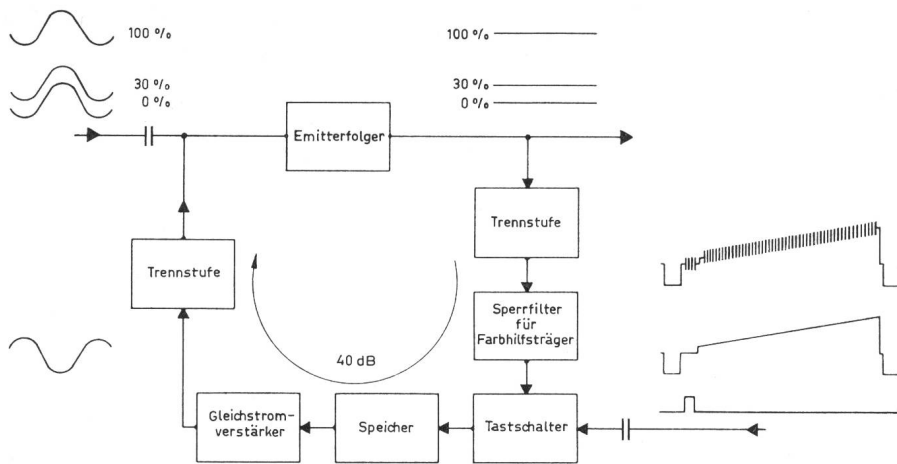 100 %
100 %
30 %
0 %
30 %
0 %
Emitterfolger
Trennstufe
Trennstufe
Sperrfilter
für
Farbhilfsträger
40 dB
Gleichstrom-
verstärker
Speicher
Tastschalter